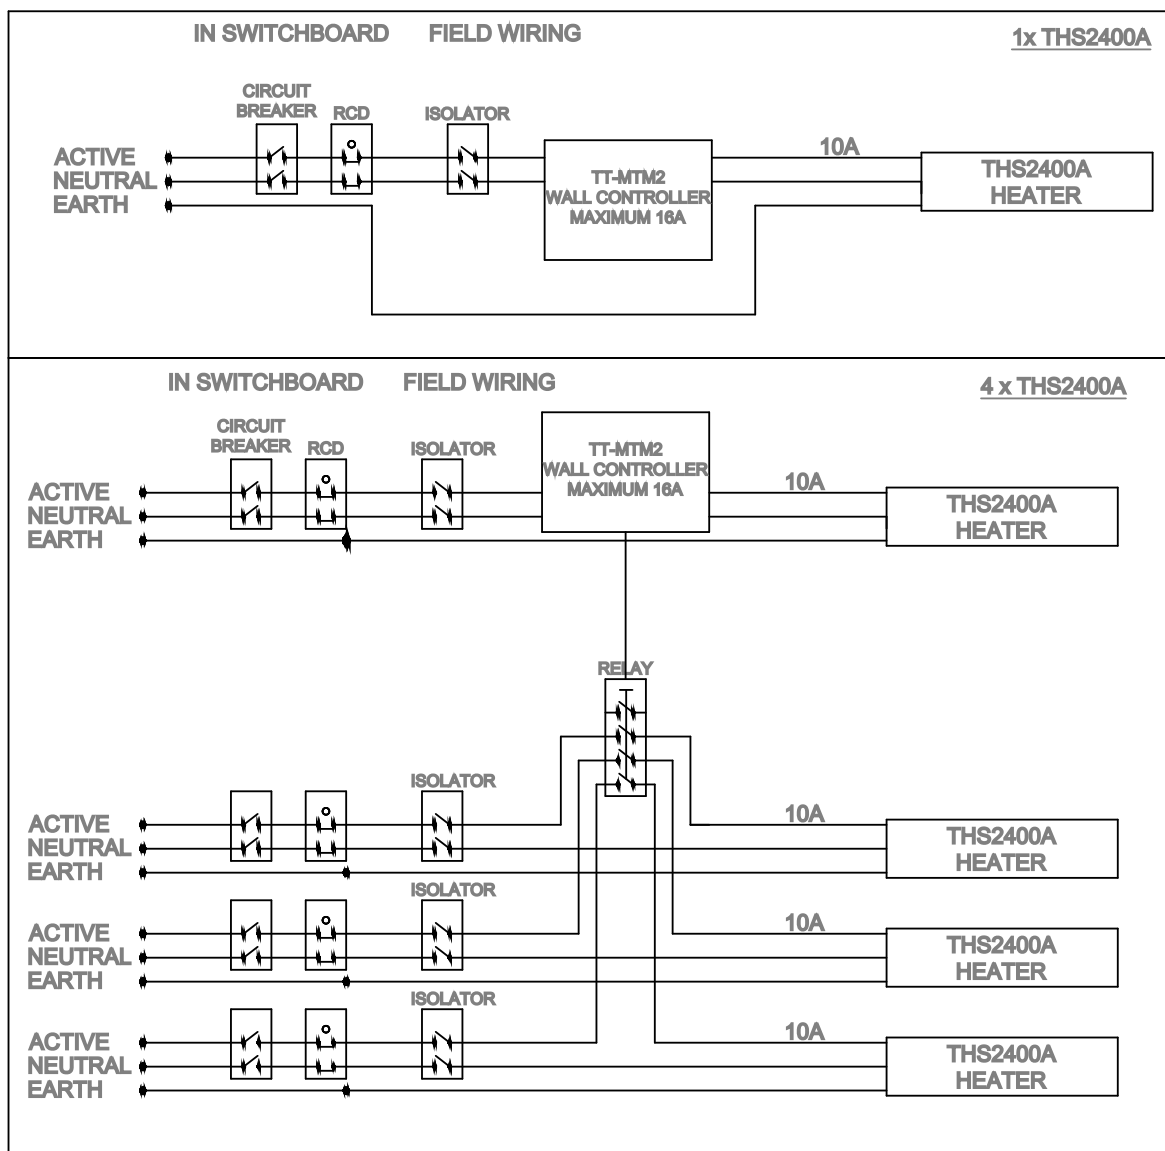 IN SWITCHBOARD FIELD WIRING
1x THS2400A
CIRCUIT
BREAKER RCD ISOLATOR
ACTIVE
NEUTRAL
EARTH
TT-MTM2
WALL CONTROLLER
MAXIMUM 16A
10A
THS2400A
HEATER
IN SWITCHBOARD FIELD WIRING
4 x THS2400A
CIRCUIT
BREAKER RCD ISOLATOR
ACTIVE
NEUTRAL
EARTH
TT-MTM2
WALL CONTROLLER
MAXIMUM 16A
10A
THS2400A
HEATER
RELAY
ISOLATOR
ACTIVE
NEUTRAL
EARTH
10A
THS2400A
HEATER
ISOLATOR
ACTIVE
NEUTRAL
EARTH
10A
THS2400A
HEATER
ISOLATOR
ACTIVE
NEUTRAL
EARTH
10A
THS2400A
HEATER